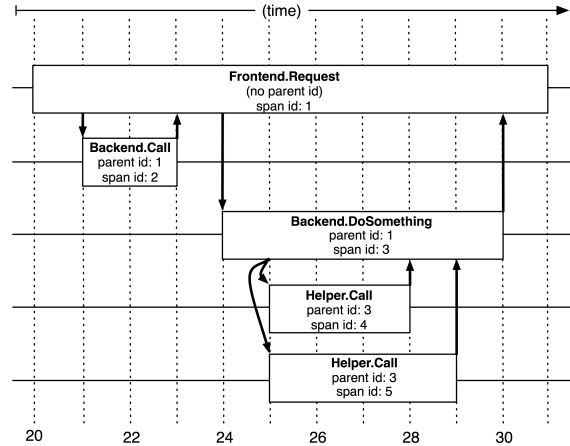 (time)
Frontend.Request
(no parent id)
span id: 1
Backend.Call
parent id: 1
span id: 2
Backend.DoSomething
parent id: 1
span id: 3
Helper.Call
parent id: 3
span id: 4
Helper.Call
parent id: 3
span id: 5
20 22 24 26 28 30